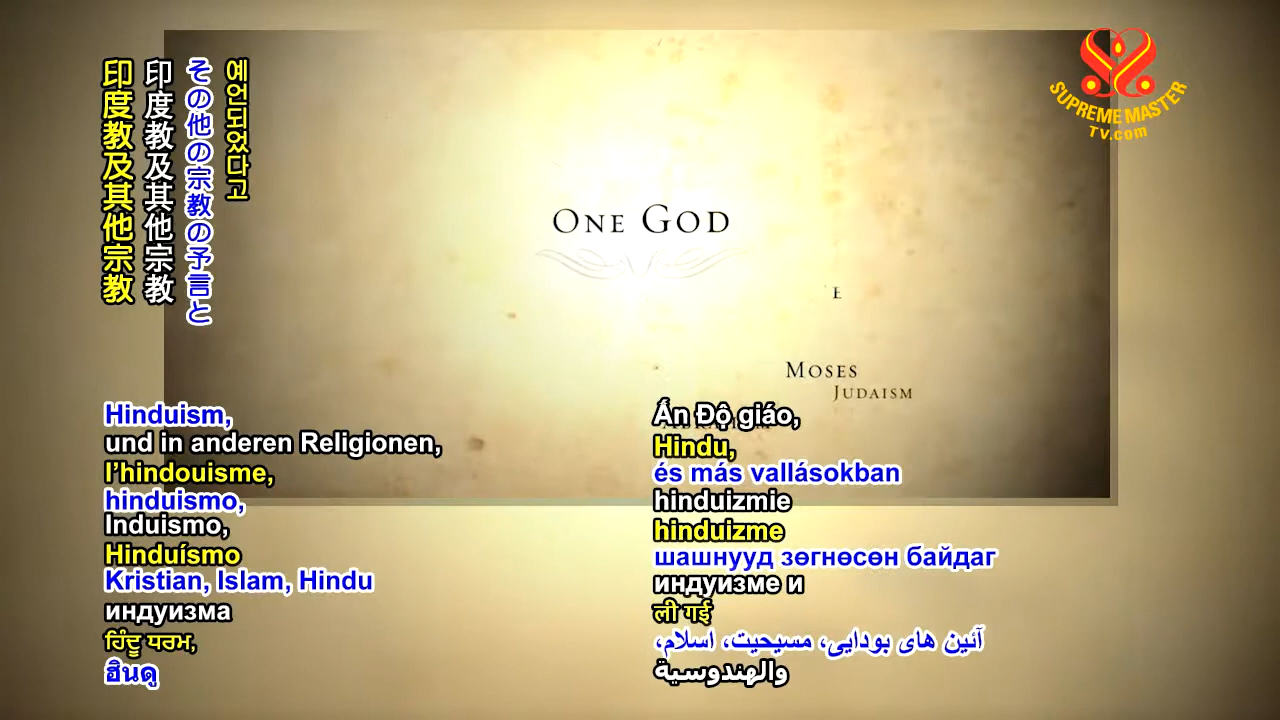 예언되었다고
その他の宗教の予言と
印度教及其他宗教
印度教及其他宗教
SUPREME MASTER
TV.com
ONE GOD
E
MOSES
JUDAISM
Hinduism,
und in anderen Religionen,
l’hindouisme,
hinduismo,
Induismo,
Hinduísmo
Kristian, Islam, Hindu
индуизма
ਹਿੰਦੂ ਧਰਮ,
ฮินดู
Ấn Độ giáo,
Hindu,
és más vallásokban
hinduizmie
hinduizme
шашнууд зөгнөсөн байдаг
индуизме и
ली गई
آئین های بودایی، مسیحیت، اسلام،
والهندوسية